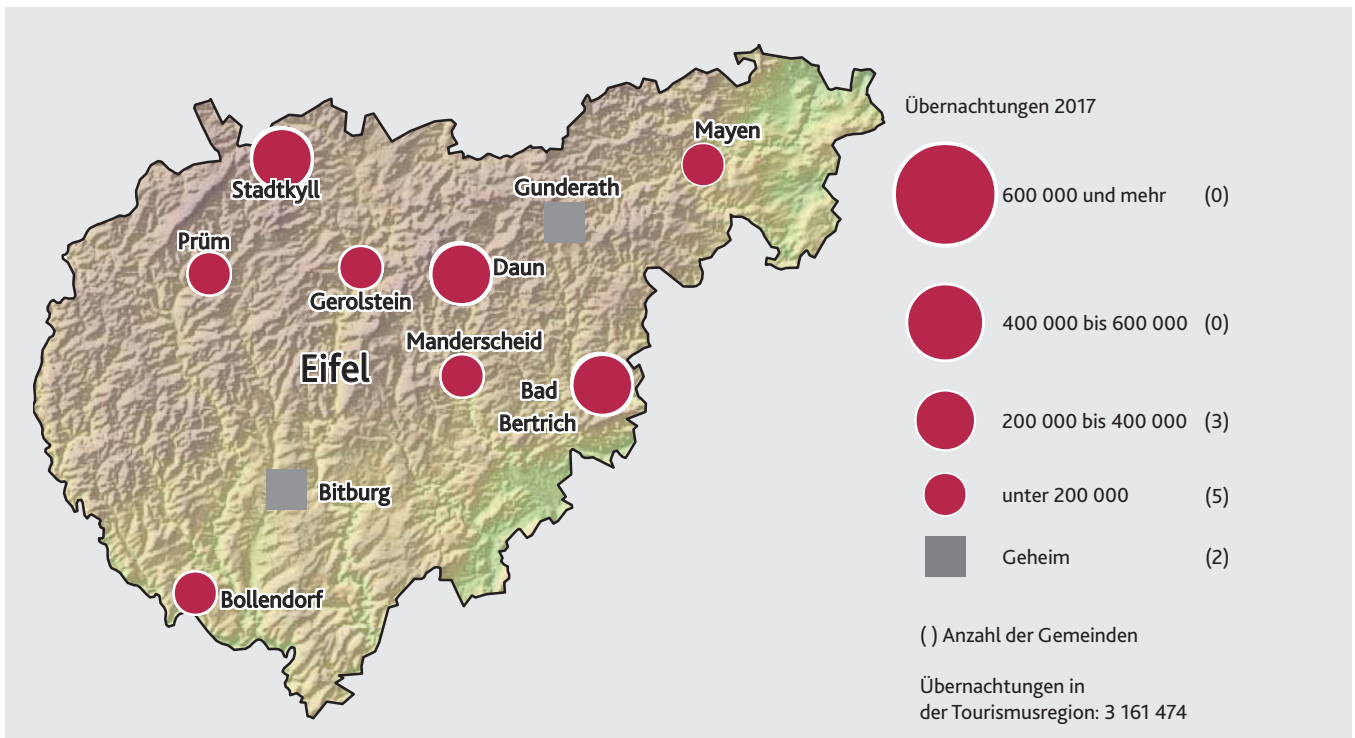 Mayen
Gunderath
Stadtkyll
Prüm
Daun
Gerolstein
Manderscheid
Eifel
Bad
Bertrich
Bitburg
Bollendorf
Übernachtungen 2017
600 000 und mehr (0)
400 000 bis 600 000 (0)
200 000 bis 400 000 (3)
unter 200 000 (5)
Geheim (2)
( ) Anzahl der Gemeinden
Übernachtungen in
der Tourismusregion: 3 161 474